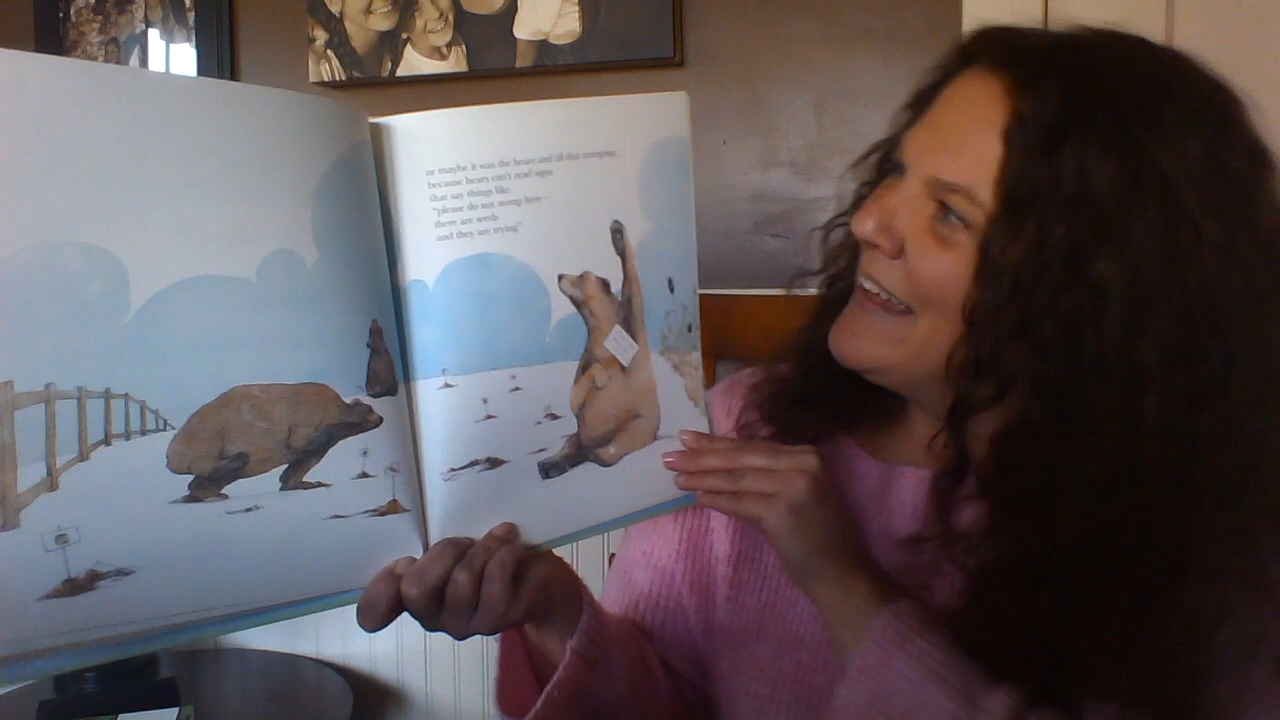 or maybe it was the bears and all that stomping,
because bears can't read signs
that say things like
"please do not stomp here -
there are seeds
and they are trying"